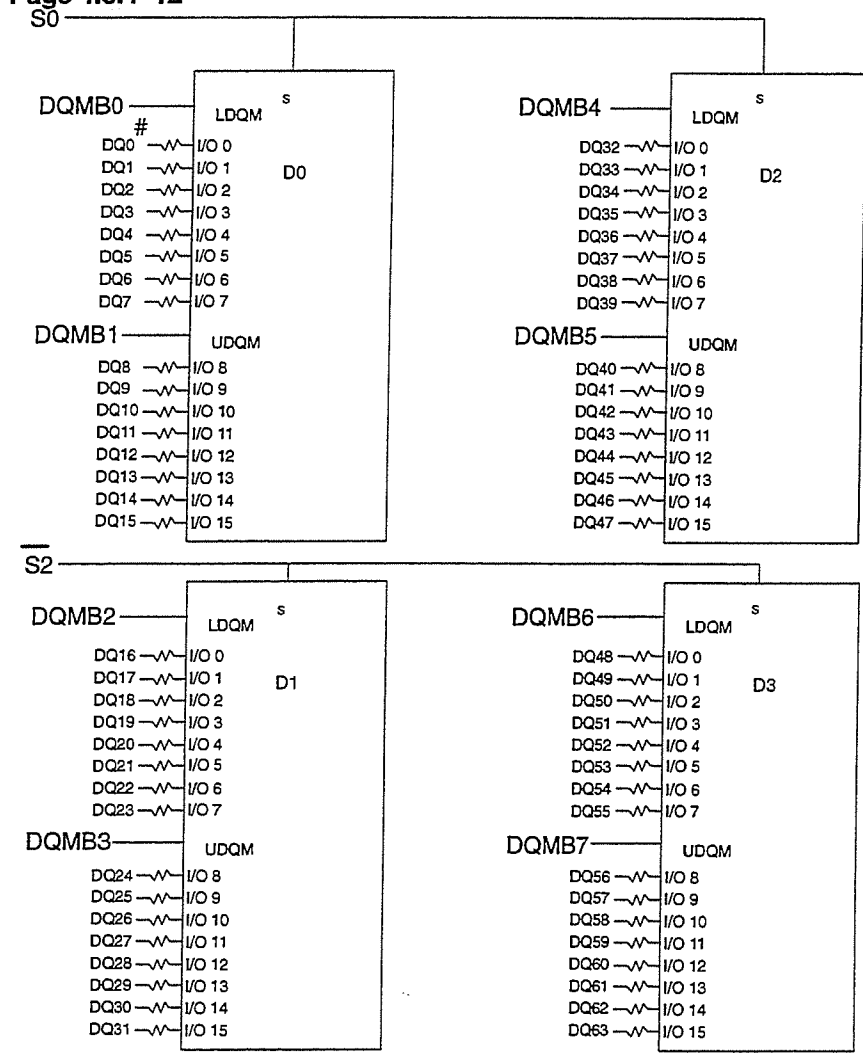 S0
S
DQMB0
LDQM
#
DQ0 I/O 0
DQ1 I/O 1
D0
DQ2 I/O 2
DQ3 I/O 3
DQ4 I/O 4
DQ5 I/O 5
DQ6 I/O 6
DQ7 I/O 7
DQMB1
UDQM
DQ8 I/O 8
DQ9 I/O 9
DQ10 I/O 10
DQ11 I/O 11
DQ12 I/O 12
DQ13 I/O 13
DQ14 I/O 14
DQ15 I/O 15
S
DQMB4
LDQM
DQ32 I/O 0
DQ33 I/O 1
D2
DQ34 I/O 2
DQ35 I/O 3
DQ36 I/O 4
DQ37 I/O 5
DQ38 I/O 6
DQ39 I/O 7
DQMB5
UDQM
DQ40 I/O 8
DQ41 I/O 9
DQ42 I/O 10
DQ43 I/O 11
DQ44 I/O 12
DQ45 I/O 13
DQ46 I/O 14
DQ47 I/O 15
S2
S
DQMB2
LDQM
DQ16 I/O 0
DQ17 I/O 1
D1
DQ18 I/O 2
DQ19 I/O 3
DQ20 I/O 4
DQ21 I/O 5
DQ22 I/O 6
DQ23 I/O 7
DQMB3
UDQM
DQ24 I/O 8
DQ25 I/O 9
DQ26 I/O 10
DQ27 I/O 11
DQ28 I/O 12
DQ29 I/O 13
DQ30 I/O 14
DQ31 I/O 15
S
DQMB6
LDQM
DQ48 I/O 0
DQ49 I/O 1
D3
DQ50 I/O 2
DQ51 I/O 3
DQ52 I/O 4
DQ53 I/O 5
DQ54 I/O 6
DQ55 I/O 7
DQMB7
UDQM
DQ56 I/O 8
DQ57 I/O 9
DQ58 I/O 10
DQ59 I/O 11
DQ60 I/O 12
DQ61 I/O 13
DQ62 I/O 14
DQ63 I/O 15